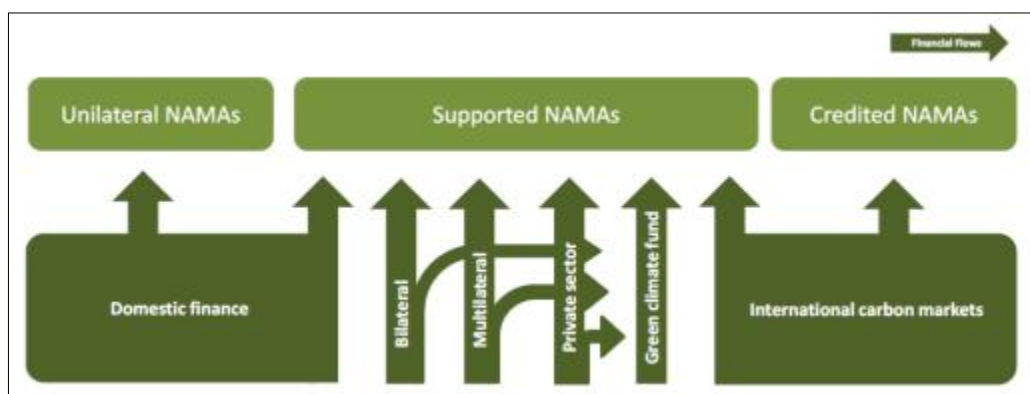 Financial Flows
Unilateral NAMAs
Supported NAMAs
Credited NAMAs
Domestic finance
Bilateral
Multilateral
Private sector
Green climate fund
International carbon markets